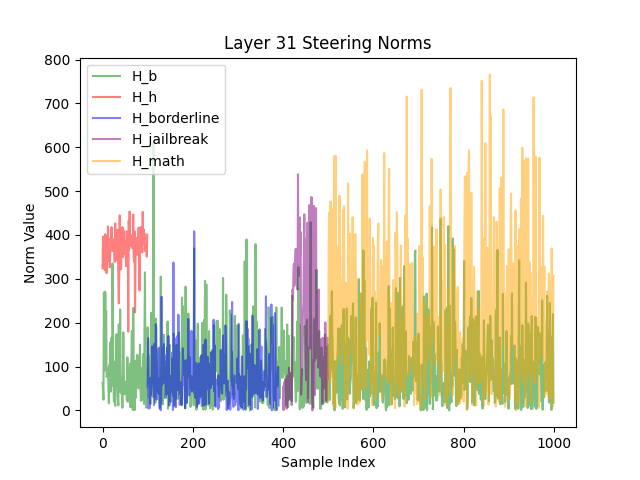 Layer 31 Steering Norms
800
700
600
500
400
300
200
100
0
Norm Value
H_b
H_h
H_borderline
H_jailbreak
H_math
0
200
400
600
800
1000
Sample Index